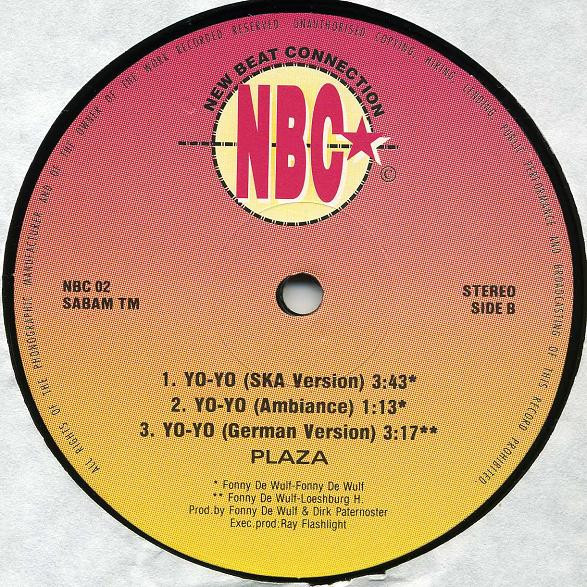 ALL RIGHTS OF THE PHONOGRAPHIC MANUFACTURER AND OF THE OWNER OF THE WORK RECORDED RESERVED. UNAUTHORISED COPYING, HIRING, LENDING, PUBLIC PERFORMANCE AND BROADCASTING OF THIS RECORD PROHIBITED.
NEW BEAT CONNECTION
NBC
©
NBC 02
SABAM TM
STEREO
SIDE B
1. YO-YO (SKA Version) 3:43*
2. YO-YO (Ambiance) 1:13*
3. YO-YO (German Version) 3:17**
PLAZA
* Fonny De Wulf-Fonny De Wulf
** Fonny De Wulf-Loeshburg H.
Prod.by Fonny De Wulf & Dirk Paternoster
Exec.prod:Ray Flashlight